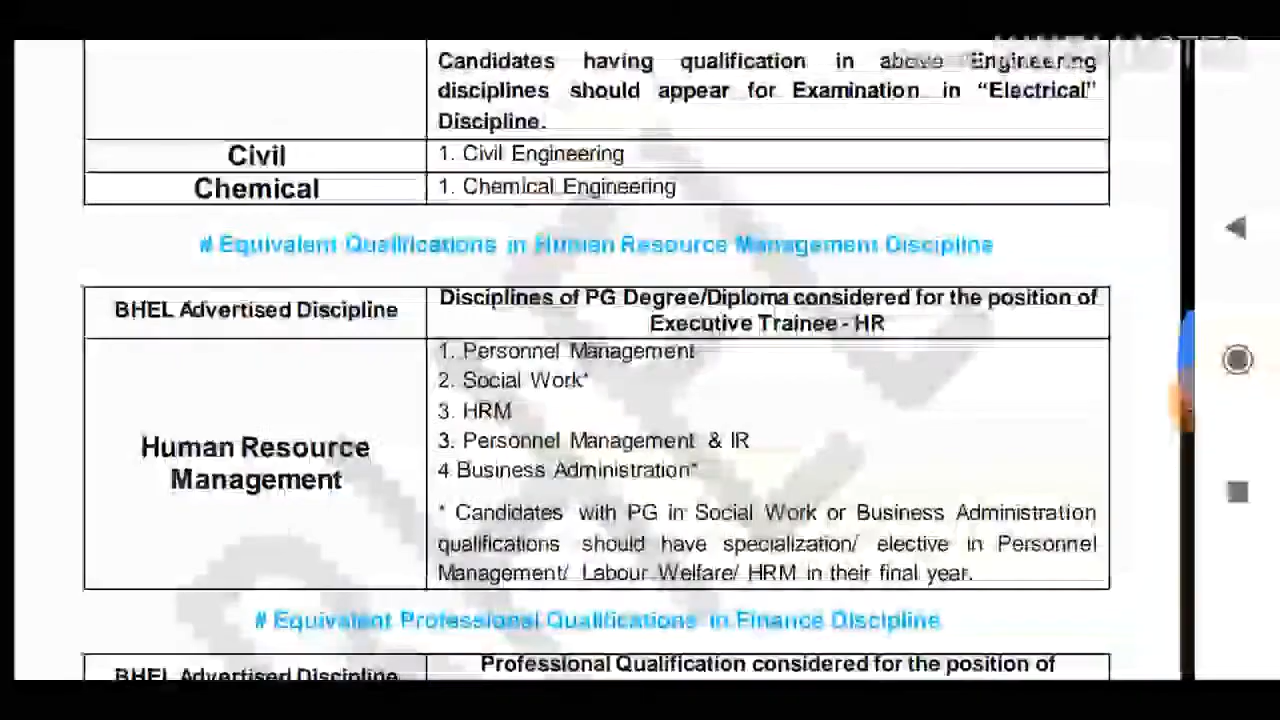 Candidates having qualification in above Engineering
disciplines should appear for Examination in “Electrical”
Discipline.
Civil
1. Civil Engineering
Chemical
1. Chemical Engineering
# Equivalent Qualifications in Human Resource Management Discipline
BHEL Advertised Discipline
Disciplines of PG Degree/Diploma considered for the position of
Executive Trainee - HR
Human Resource
Management
1. Personnel Management
2. Social Work*
3. HRM
3. Personnel Management & IR
4 Business Administration*
* Candidates with PG in Social Work or Business Administration
qualifications should have specialization/ elective in Personnel
Management/ Labour Welfare/ HRM in their final year.
# Equivalent Professional Qualifications in Finance Discipline
BHEL Advertised Discipline
Professional Qualification considered for the position of